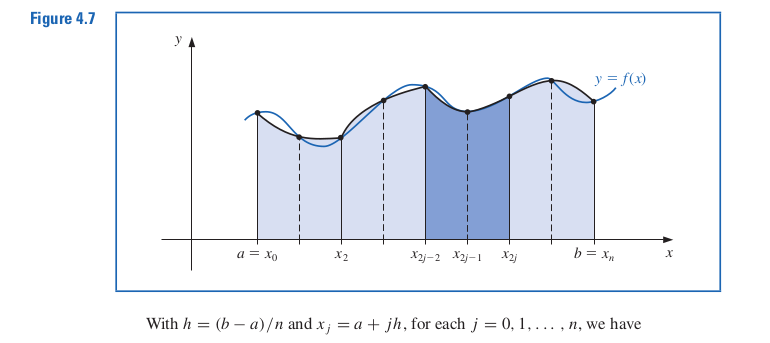 Figure 4.7
y
y = f(x)
a = x₀ x₂ x₂ⱼ₋₂ x₂ⱼ₋₁ x₂ⱼ b = xₙ x
With h = (b − a)/n and xⱼ = a + jh, for each j = 0, 1, . . . , n, we have